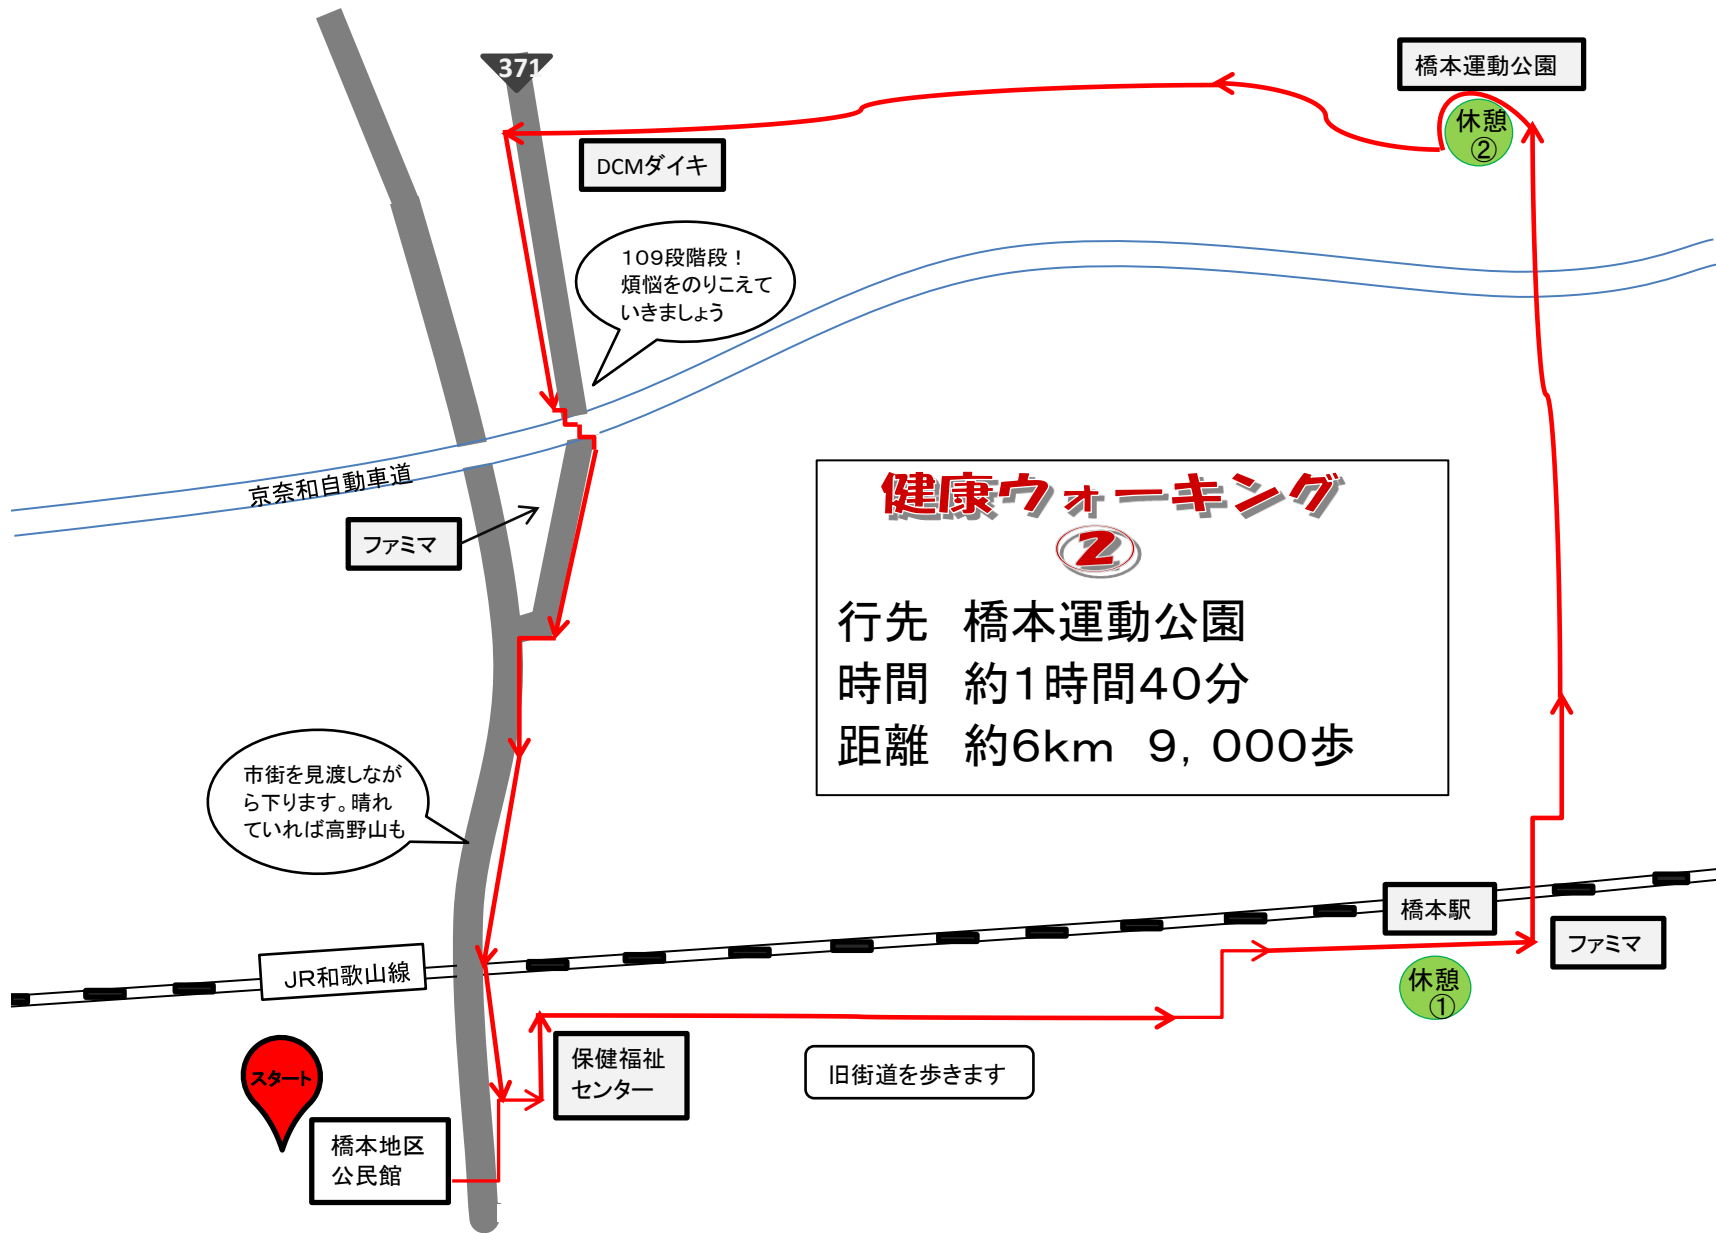 371
橋本運動公園
休憩
②
DCMダイキ
109段階段！
煩悩をのりこえて
いきましょう
京奈和自動車道
ファミマ
健康ウォーキング
②
行先　橋本運動公園
時間　約1時間40分
距離　約6km　9，000歩
市街を見渡しなが
ら下ります。晴れ
ていれば高野山も
橋本駅
ファミマ
JR和歌山線
休憩
①
スタート
保健福祉
センター
旧街道を歩きます
橋本地区
公民館